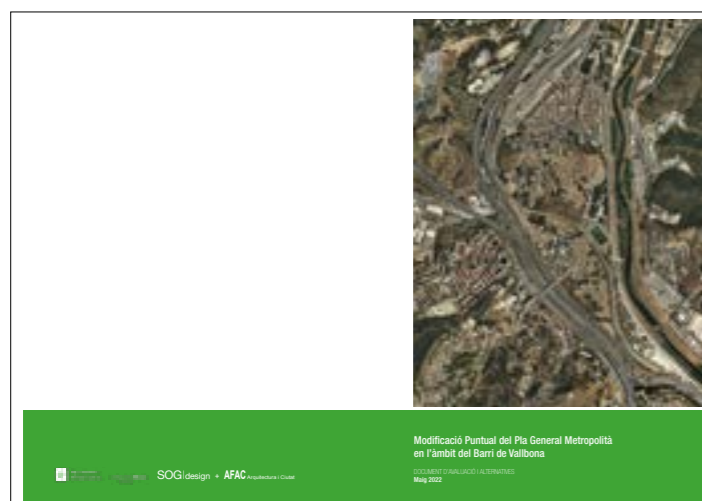 Modificació Puntual del Pla General Metropolità
en l'àmbit del Barri de Vallbona
DOCUMENT D'AVALUACIÓ I ALTERNATIVES
Maig 2022
SOG design + AFAC Arquitectura i Ciutat